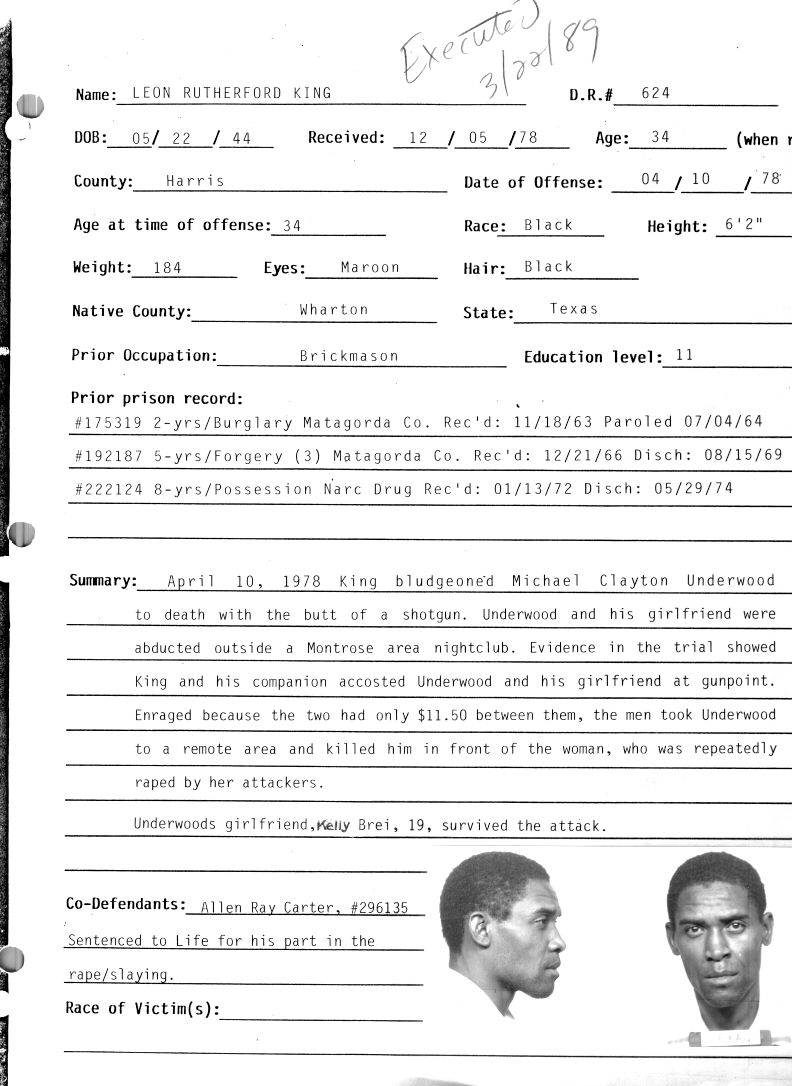 Executed
3/22/89
Name: LEON RUTHERFORD KING D.R.# 624
DOB: 05/ 22 / 44 Received: 12 / 05 /78 Age: 34 (when r
County: Harris Date of Offense: 04 / 10 / 78
Age at time of offense: 34 Race: Black Height: 6'2"
Weight: 184 Eyes: Maroon Hair: Black
Native County: Wharton State: Texas
Prior Occupation: Brickmason Education level: 11
Prior prison record:
#175319 2-yrs/Burglary Matagorda Co. Rec'd: 11/18/63 Paroled 07/04/64
#192187 5-yrs/Forgery (3) Matagorda Co. Rec'd: 12/21/66 Disch: 08/15/69
#222124 8-yrs/Possession Narc Drug Rec'd: 01/13/72 Disch: 05/29/74
Summary: April 10, 1978 King bludgeoned Michael Clayton Underwood
to death with the butt of a shotgun. Underwood and his girlfriend were
abducted outside a Montrose area nightclub. Evidence in the trial showed
King and his companion accosted Underwood and his girlfriend at gunpoint.
Enraged because the two had only $11.50 between them, the men took Underwood
to a remote area and killed him in front of the woman, who was repeatedly
raped by her attackers.
Underwoods girlfriend, Kelly Brei, 19, survived the attack.
Co-Defendants: Allen Ray Carter, #296135
Sentenced to Life for his part in the
rape/slaying.
Race of Victim(s):